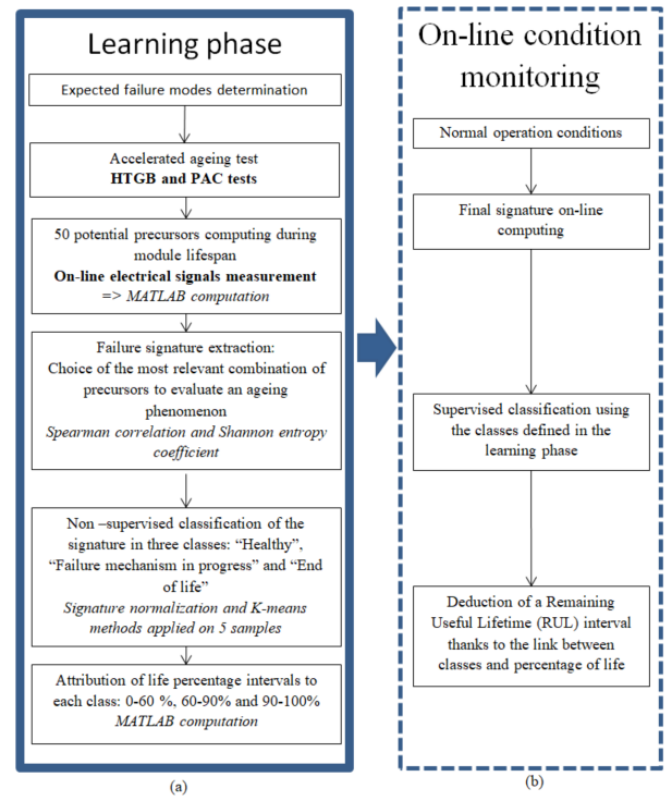 Learning phase
Expected failure modes determination
Accelerated ageing test
HTGB and PAC tests
50 potential precursors computing during
module lifespan
On-line electrical signals measurement
=> MATLAB computation
Failure signature extraction:
Choice of the most relevant combination of
precursors to evaluate an ageing
phenomenon
Spearman correlation and Shannon entropy
coefficient
Non –supervised classification of the
signature in three classes: “Healthy”,
“Failure mechanism in progress” and “End
of life”
Signature normalization and K-means
methods applied on 5 samples
Attribution of life percentage intervals to
each class: 0-60 %, 60-90% and 90-100%
MATLAB computation
(a)
On-line condition
monitoring
Normal operation conditions
Final signature on-line
computing
Supervised classification using
the classes defined in the
learning phase
Deduction of a Remaining
Useful Lifetime (RUL) interval
thanks to the link between
classes and percentage of life
(b)